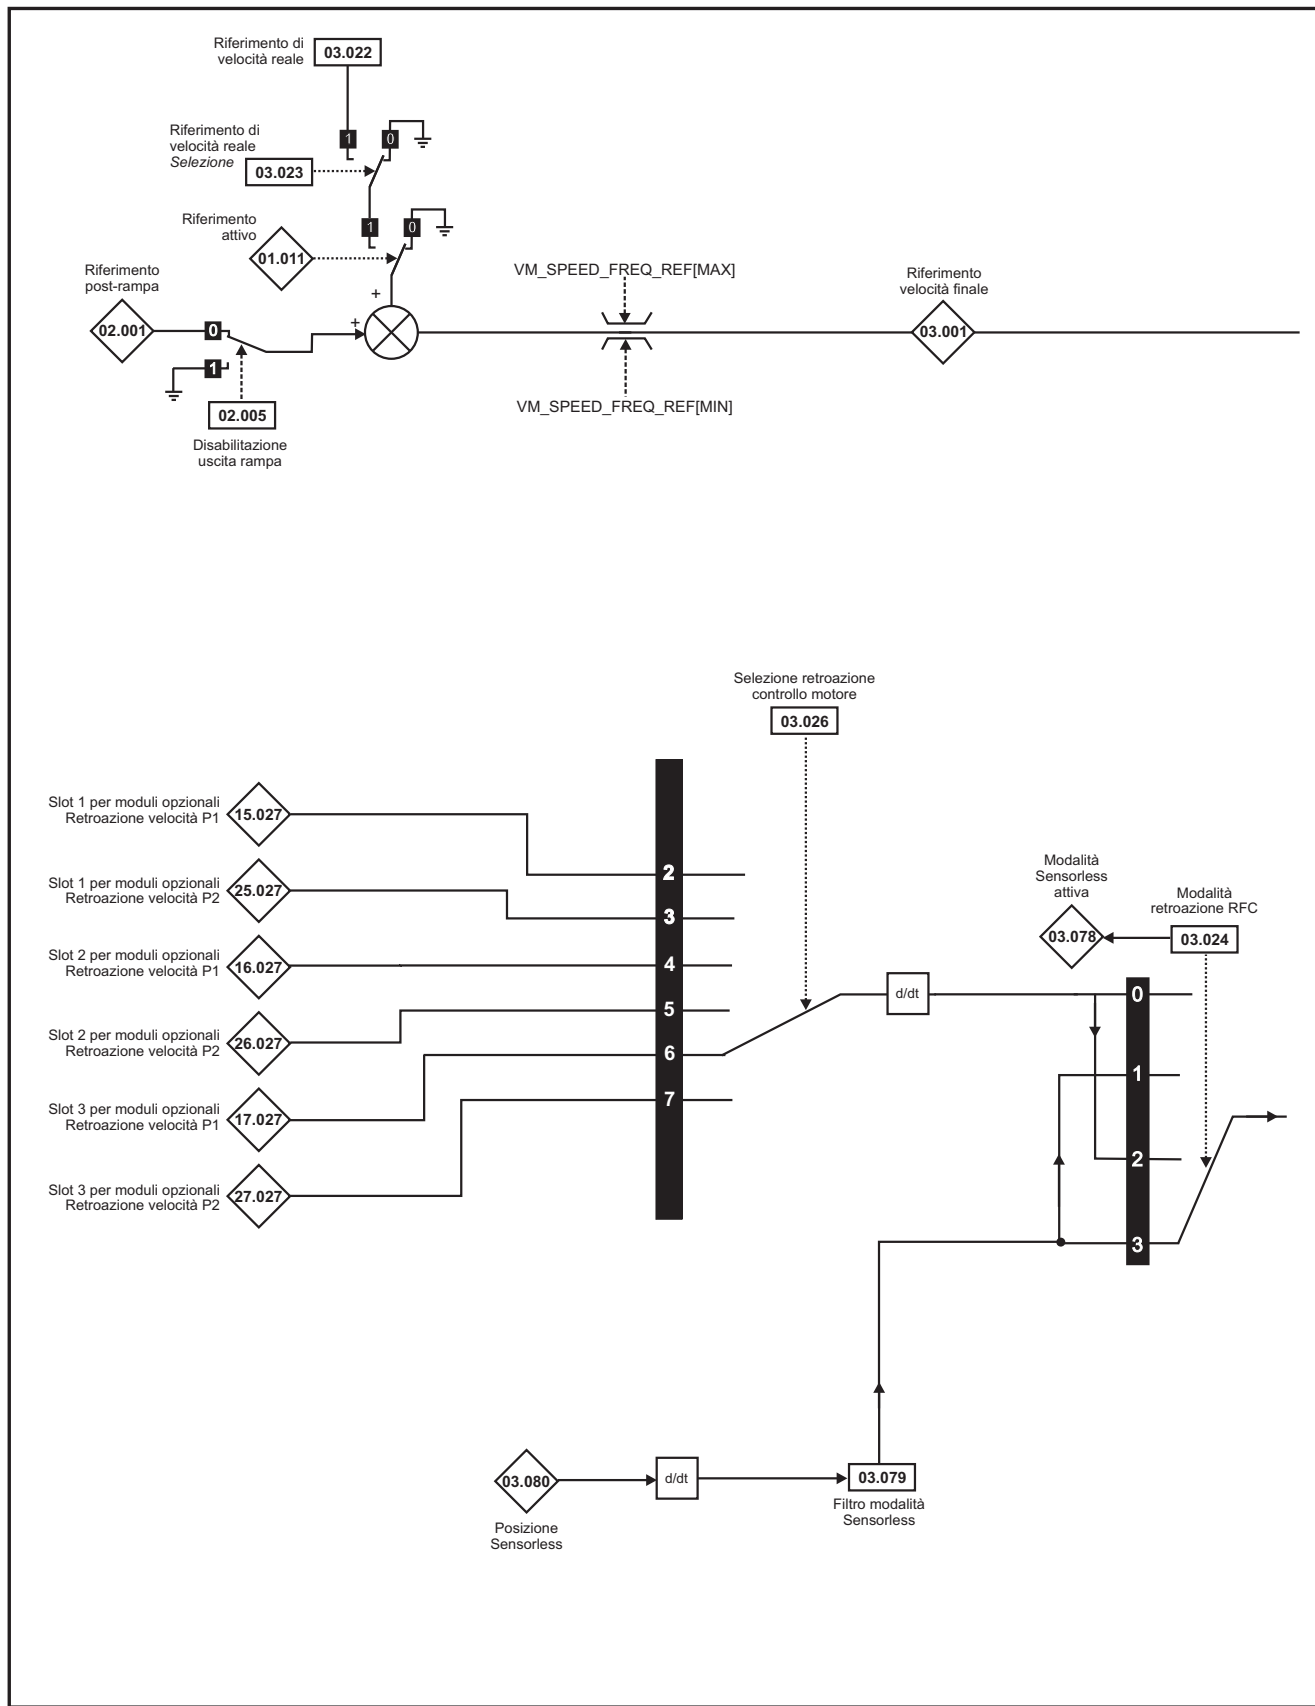 Riferimento di
velocità reale
03.022
1
0
Riferimento di
velocità reale
Selezione
03.023
1
0
Riferimento
attivo
01.011
+
Riferimento
post-rampa
02.001
0
+
1
02.005
Disabilitazione
uscita rampa
VM_SPEED_FREQ_REF[MAX]
VM_SPEED_FREQ_REF[MIN]
Riferimento
velocità finale
03.001
Selezione retroazione
controllo motore
03.026
Slot 1 per moduli opzionali
Retroazione velocità P1
15.027
2
Slot 1 per moduli opzionali
Retroazione velocità P2
25.027
3
Slot 2 per moduli opzionali
Retroazione velocità P1
16.027
4
Slot 2 per moduli opzionali
Retroazione velocità P2
26.027
5
Slot 3 per moduli opzionali
Retroazione velocità P1
17.027
6
Slot 3 per moduli opzionali
Retroazione velocità P2
27.027
7
d/dt
Modalità
Sensorless
attiva
03.078
Modalità
retroazione RFC
03.024
0
1
2
3
03.080
Posizione
Sensorless
d/dt
03.079
Filtro modalità
Sensorless